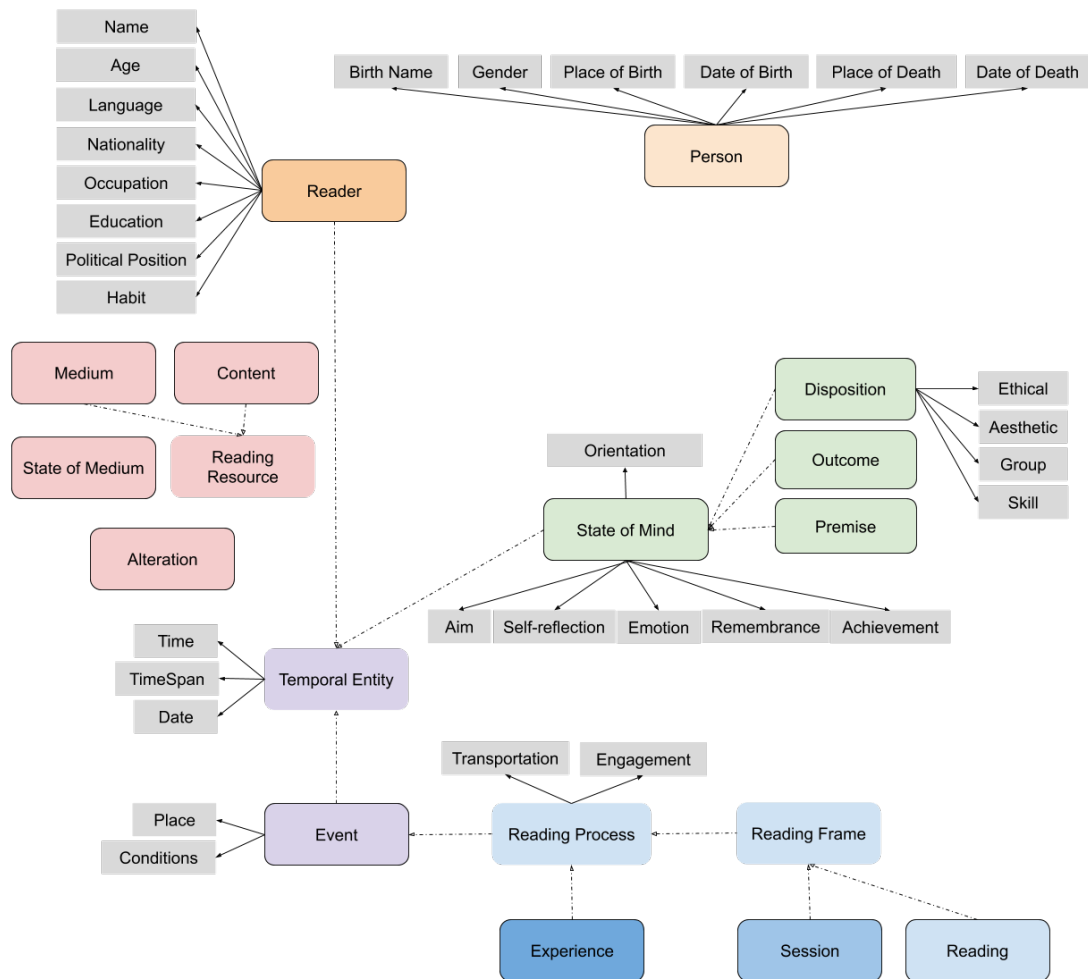 Name
Age
Language
Nationality
Occupation
Education
Political Position
Habit
Reader
Birth Name
Gender
Place of Birth
Date of Birth
Place of Death
Date of Death
Person
Medium
Content
State of Medium
Reading
Resource
Alteration
Disposition
Outcome
Premise
Ethical
Aesthetic
Group
Skill
Orientation
State of Mind
Aim
Self-reflection
Emotion
Remembrance
Achievement
Time
TimeSpan
Date
Temporal Entity
Place
Conditions
Event
Transportation
Engagement
Reading Process
Reading Frame
Experience
Session
Reading